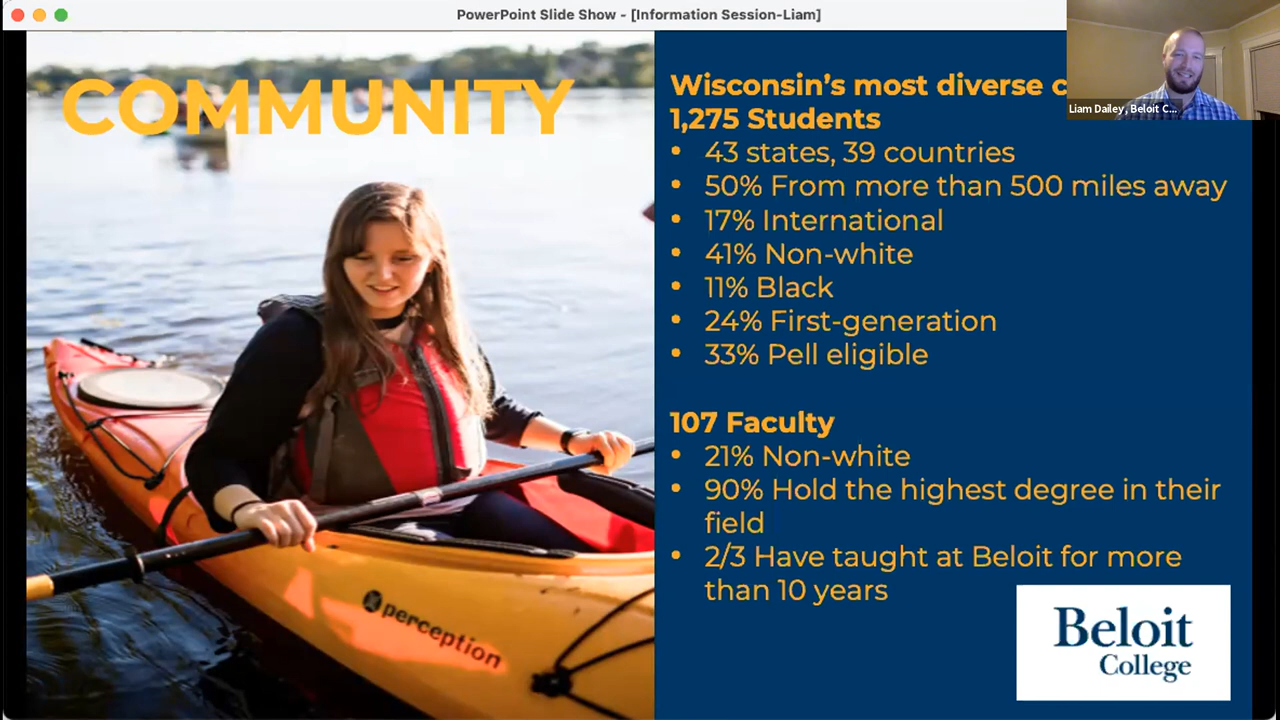 PowerPoint Slide Show - [Information Session-Liam]
COMMUNITY
Wisconsin's most diverse
1,275 Students
• 43 states, 39 countries
• 50% From more than 500 miles away
• 17% International
• 41% Non-white
• 11% Black
• 24% First-generation
• 33% Pell eligible
107 Faculty
• 21% Non-white
• 90% Hold the highest degree in their
field
• 2/3 Have taught at Beloit for more
than 10 years
Liam Dailey, Beloit C...
perception
Beloit
College